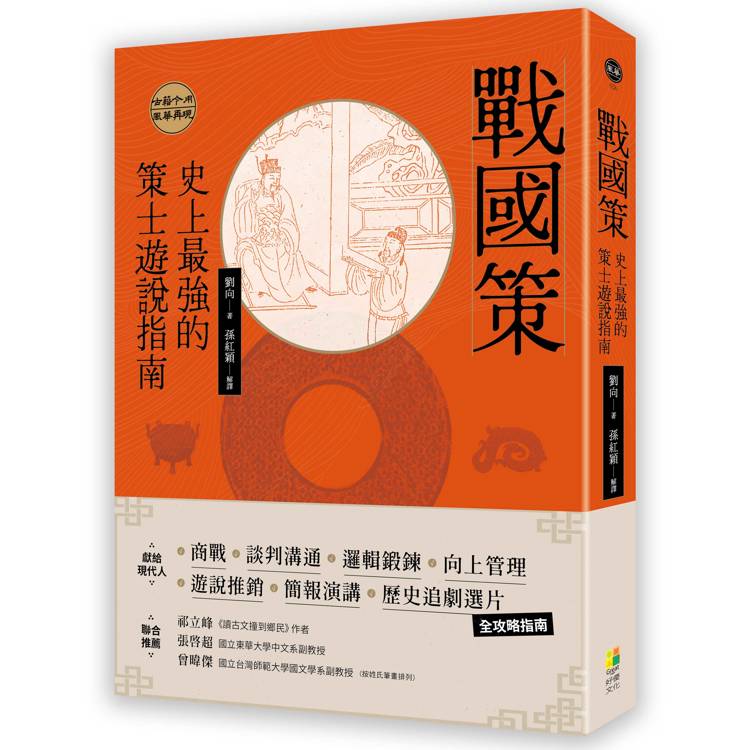 戰國策
史上最強的
策士遊說指南
古籍今用
風華再現
劉向—著 孫紅穎—解譯
獻給
現代人
商戰 談判溝通 邏輯鍛鍊 向上管理
遊說推銷 簡報演講 歷史追劇選片
全攻略指南
聯合
推薦
祁立峰《讀古文撞到鄉民》作者
張啓超 國立東華大學中文系副教授
曾暐傑 國立台灣師範大學國文學系副教授 (按姓氏筆畫排列)
戰國策
史上最強的
策士遊說指南
劉向—著 孫紅穎—解譯
好優
文化